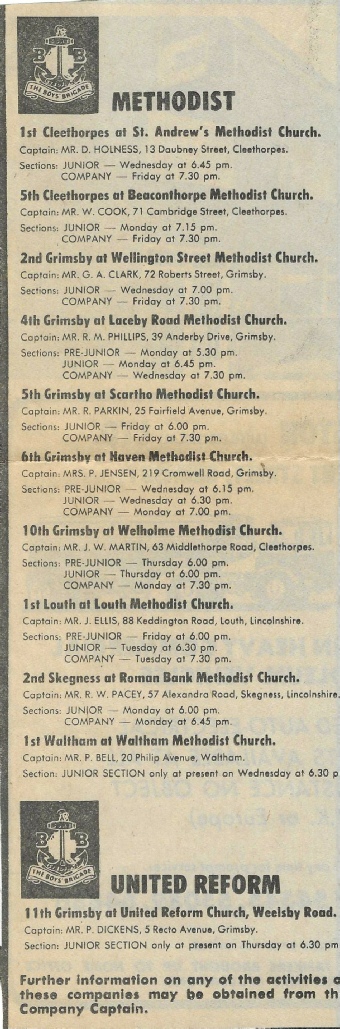 B B
THE BOYS' BRIGADE
METHODIST
1st Cleethorpes at St. Andrew's Methodist Church.
Captain: MR. D. HOLNESS, 13 Daubney Street, Cleethorpes.
Sections: JUNIOR — Wednesday at 6.45 pm.
COMPANY — Friday at 7.30 pm.
5th Cleethorpes at Beaconthorpe Methodist Church.
Captain: MR. W. COOK, 71 Cambridge Street, Cleethorpes.
Sections: JUNIOR — Monday at 7.15 pm.
COMPANY — Friday at 7.30 pm.
2nd Grimsby at Wellington Street Methodist Church.
Captain: MR. G. A. CLARK, 72 Roberts Street, Grimsby.
Sections: JUNIOR — Wednesday at 7.00 pm.
COMPANY — Friday at 7.30 pm.
4th Grimsby at Laceby Road Methodist Church.
Captain: MR. R. M. PHILLIPS, 39 Anderby Drive, Grimsby.
Sections: PRE-JUNIOR — Monday at 5.30 pm.
JUNIOR — Monday at 6.45 pm.
COMPANY — Wednesday at 7.30 pm.
5th Grimsby at Scartho Methodist Church.
Captain: MR. R. PARKIN, 25 Fairfield Avenue, Grimsby.
Sections: JUNIOR — Friday at 6.00 pm.
COMPANY — Friday at 7.30 pm.
6th Grimsby at Naven Methodist Church.
Captain: MRS. P. JENSEN, 219 Cromwell Road, Grimsby.
Sections: PRE-JUNIOR — Wednesday at 6.15 pm.
JUNIOR — Wednesday at 6.30 pm.
COMPANY — Monday at 7.00 pm.
10th Grimsby at Welholme Methodist Church.
Captain: MR. J. W. MARTIN, 63 Middlethorpe Road, Cleethorpes.
Sections: PRE-JUNIOR — Thursday 6.00 pm.
JUNIOR — Thursday at 6.00 pm.
COMPANY — Monday at 7.30 pm.
1st Louth at Louth Methodist Church.
Captain: MR. J. ELLIS, 88 Keddington Road, Louth, Lincolnshire.
Sections: PRE-JUNIOR — Friday at 6.00 pm.
JUNIOR — Tuesday at 6.30 pm.
COMPANY — Tuesday at 7.30 pm.
2nd Skegness at Roman Bank Methodist Church.
Captain: MR. R. W. PACEY, 57 Alexandra Road, Skegness, Lincolnshire.
Sections: JUNIOR — Monday at 6.00 pm.
COMPANY — Monday at 6.45 pm.
1st Waltham at Waltham Methodist Church.
Captain: MR. P. BELL, 20 Philip Avenue, Waltham.
Section: JUNIOR SECTION only at present on Wednesday at 6.30 p
B B
THE BOYS' BRIGADE
UNITED REFORM
11th Grimsby at United Reform Church, Weelsby Road.
Captain: MR. P. DICKENS, 5 Recto Avenue, Grimsby.
Section: JUNIOR SECTION only at present on Thursday at 6.30 pm
Further information on any of the activities o
these companies may be obtained from th
Company Captain.